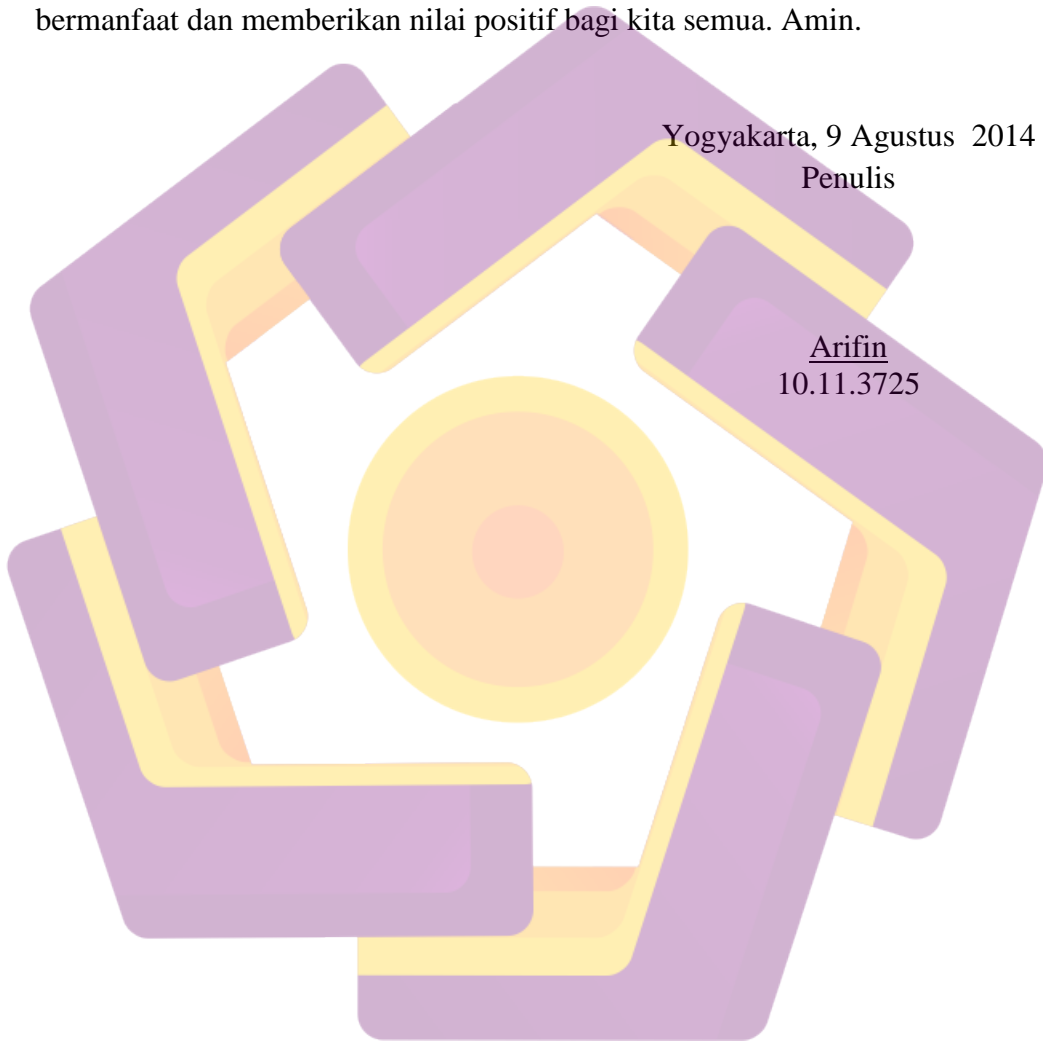 bermanfaat dan memberikan nilai positif bagi kita semua. Amin.
Yogyakarta, 9 Agustus  2014
Penulis
Arifin
10.11.3725